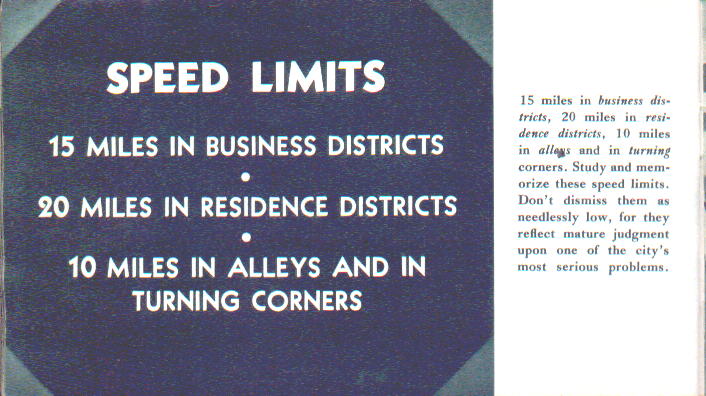 SPEED LIMITS
15 MILES IN BUSINESS DISTRICTS
•
20 MILES IN RESIDENCE DISTRICTS
•
10 MILES IN ALLEYS AND IN
TURNING CORNERS
15 miles in business dis-
tricts, 20 miles in resi-
dence districts, 10 miles
in alleys and in turning
corners. Study and mem-
orize these speed limits.
Don't dismiss them as
needlessly low, for they
reflect mature judgment
upon one of the city's
most serious problems.